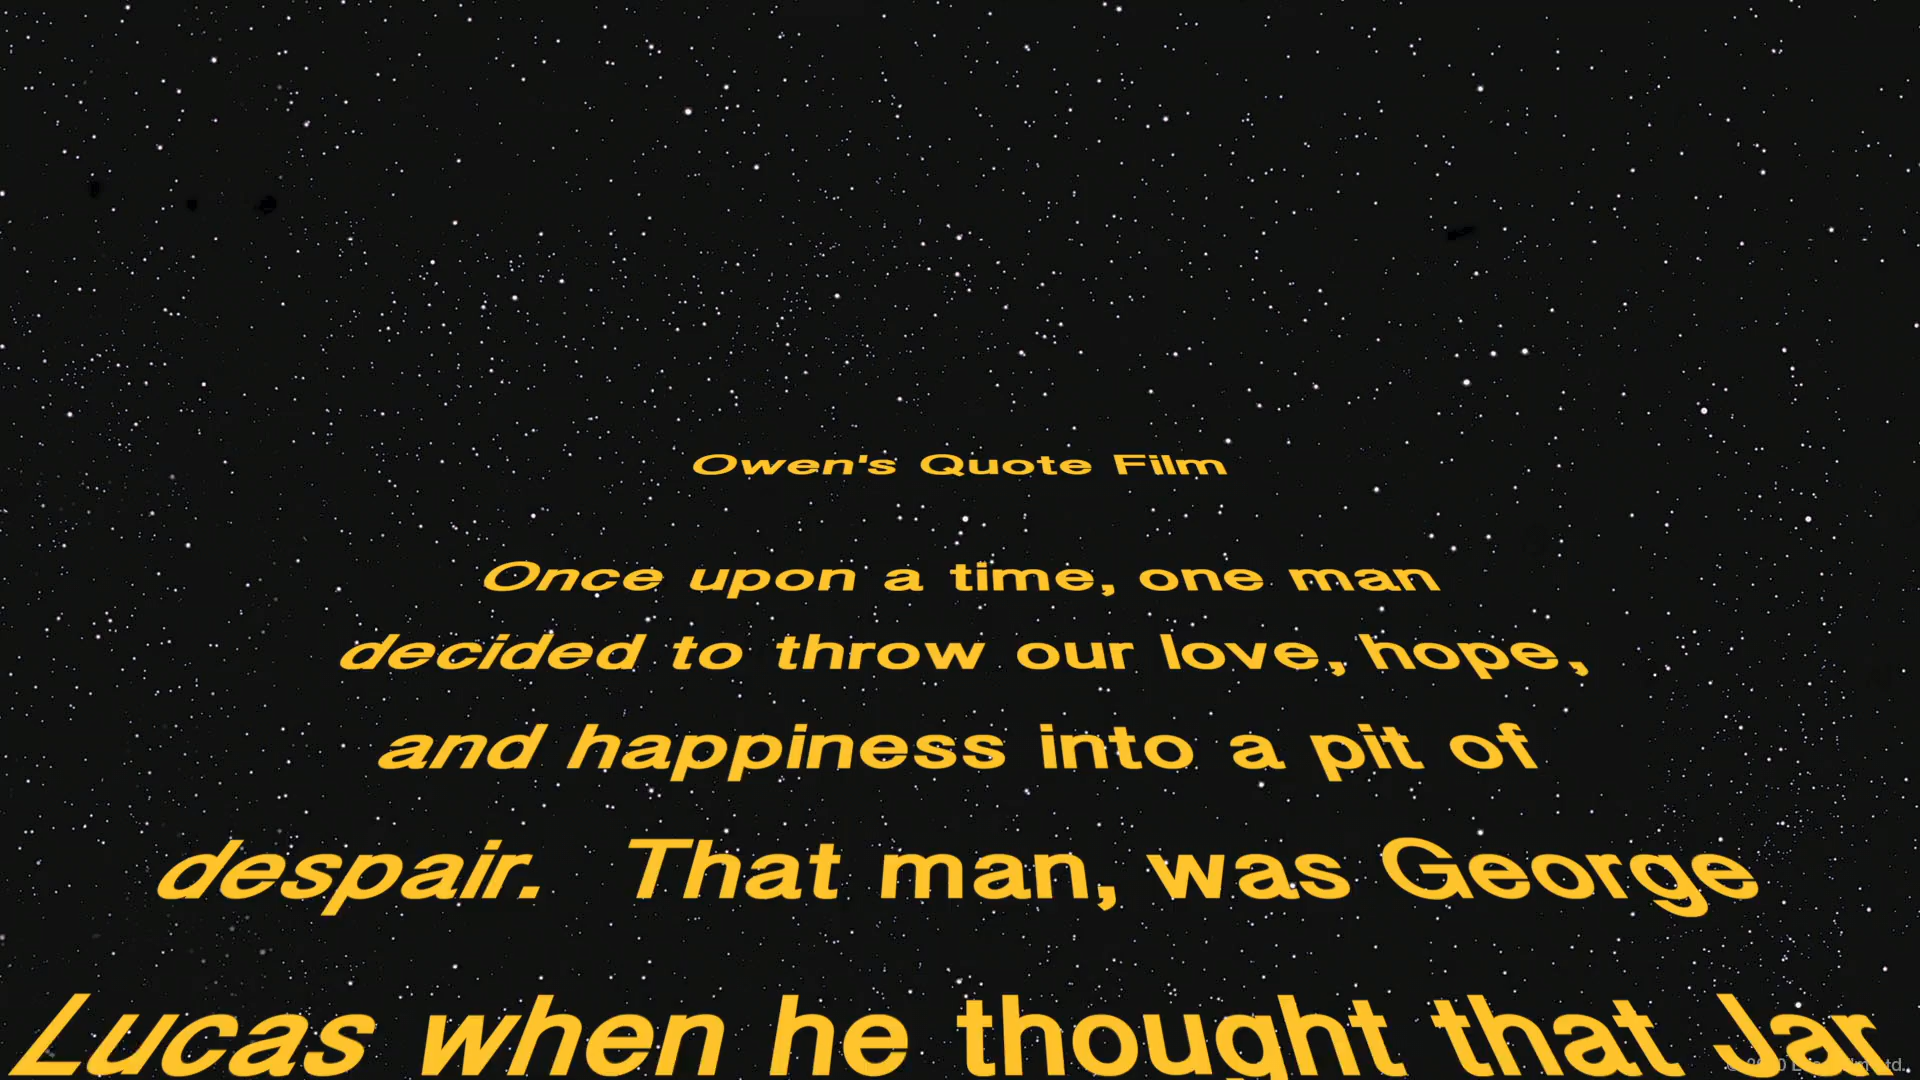 Owen's Quote Film
Once upon a time, one man
decided to throw our love, hope,
and happiness into a pit of
despair.  That man, was George
Lucas when he thought that Jar